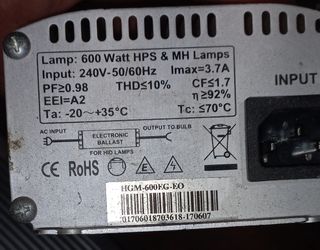 Lamp: 600 Watt HPS & MH Lamps
Input: 240V-50/60Hz Imax=3.7A
PF≥0.98 THD≤10% CF≤1.7
EEI=A2 η≥92%
Ta: -20~+35°C Tc: ≤70°C
INPUT
AC INPUT OUTPUT TO BULB
ELECTRONIC
BALLAST
FOR HID LAMPS
CE RoHS
HGM-600EG-EO
01706018703618-170607